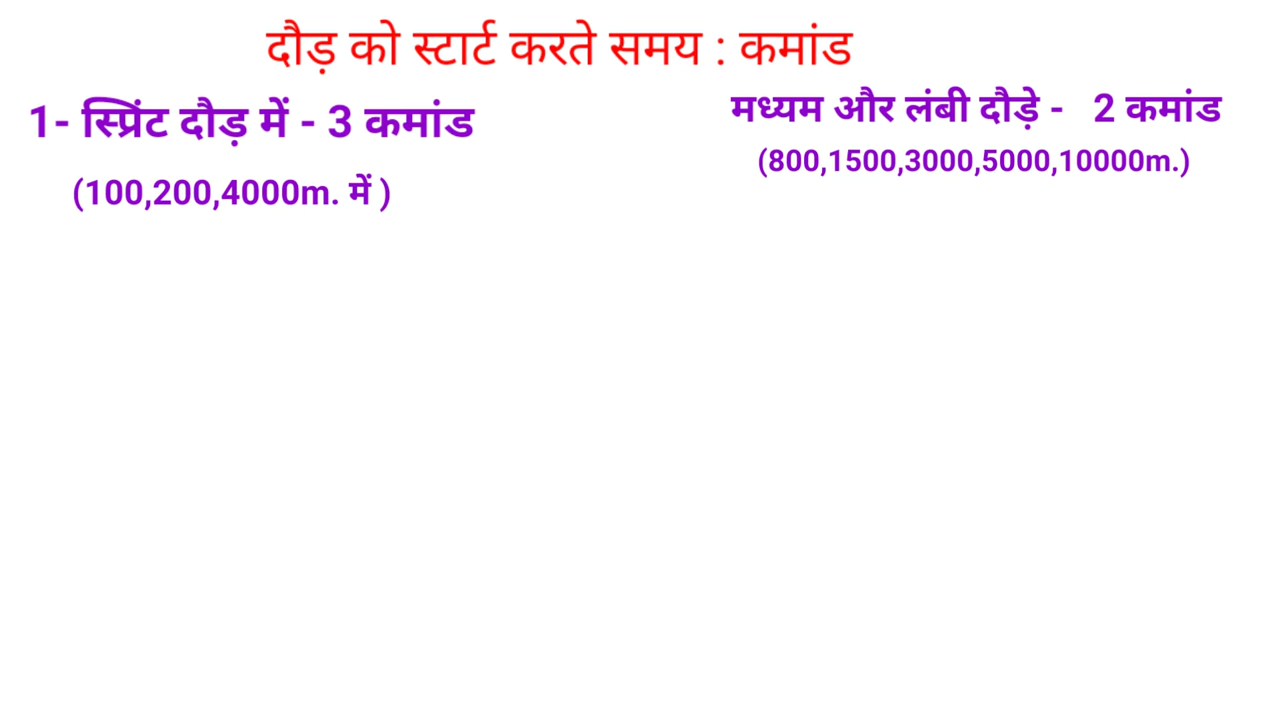 दौड़ को स्टार्ट करते समय : कमांड
1- स्प्रिंट दौड़ में - 3 कमांड
(100,200,4000m. में )
मध्यम और लंबी दौड़े - 2 कमांड
(800,1500,3000,5000,10000m.)